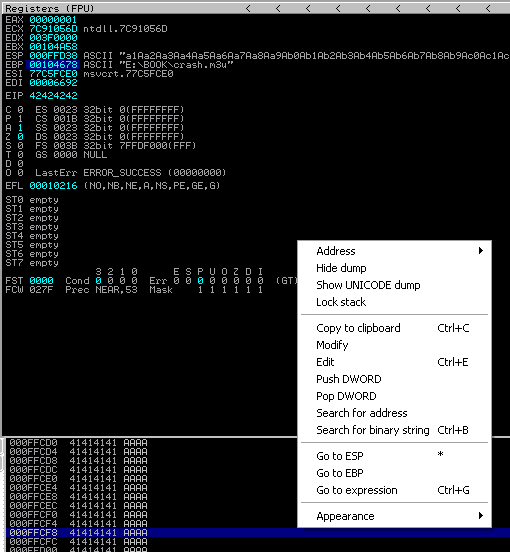 Registers (FPU) < < < < < <
EAX 00000001
ECX 7C91056D ntdll.7C91056D
EDX 003F0000
EBX 00104A58
ESP 000FFD38 ASCII "a1Aa2Aa3Aa4Aa5Aa6Aa7Aa8Aa9Ab0Ab1Ab2Ab3Ab4Ab5Ab6Ab7Ab8Ab9Ac0Ac1Ac
EBP 00104678 ASCII "E:\BOOK\crash.m3u"
ESI 77C5FCE0 msvcrt.77C5FCE0
EDI 00006692
EIP 42424242
C 0 ES 0023 32bit 0(FFFFFFFF)
P 1 CS 001B 32bit 0(FFFFFFFF)
A 1 SS 0023 32bit 0(FFFFFFFF)
Z 0 DS 0023 32bit 0(FFFFFFFF)
S 0 FS 003B 32bit 7FFDF000(FFF)
T 0 GS 0000 NULL
D 0
O 0 LastErr ERROR_SUCCESS (00000000)
EFL 00010216 (NO,NB,NE,A,NS,PE,GE,G)
ST0 empty
ST1 empty
ST2 empty
ST3 empty
ST4 empty
ST5 empty
ST6 empty
ST7 empty
3 2 1 0 E S P U O Z D I
FST 0000 Cond 0 0 0 0 Err 0 0 0 0 0 0 0 0 (GT)
FCW 027F Prec NEAR,53 Mask 1 1 1 1 1 1
Address
Hide dump
Show UNICODE dump
Lock stack
Copy to clipboard Ctrl+C
Modify
Edit Ctrl+E
Push DWORD
Pop DWORD
Search for address
Search for binary string Ctrl+B
Go to ESP *
Go to EBP
Go to expression Ctrl+G
Appearance
000FFCD0 41414141 AAAA
000FFCD4 41414141 AAAA
000FFCD8 41414141 AAAA
000FFCDC 41414141 AAAA
000FFCE0 41414141 AAAA
000FFCE4 41414141 AAAA
000FFCE8 41414141 AAAA
000FFCEC 41414141 AAAA
000FFCF0 41414141 AAAA
000FFCF4 41414141 AAAA
000FFCF8 41414141 AAAA
000FFCFC 41414141 AAAA
000FFD00 41414141 AAAA